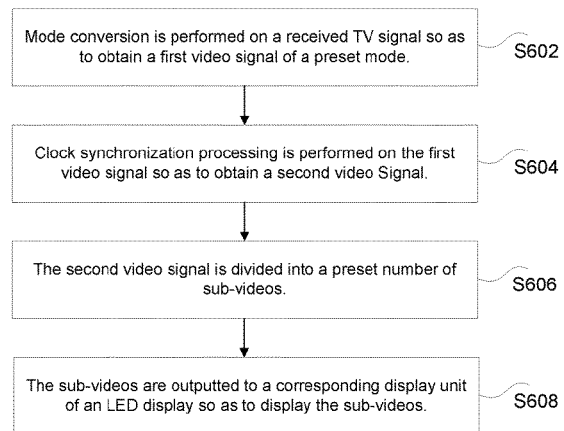 Mode conversion is performed on a received TV signal so as
to obtain a first video signal of a preset mode.
S602
Clock synchronization processing is performed on the first
video signal so as to obtain a second video Signal.
S604
The second video signal is divided into a preset number of
sub-videos.
S606
The sub-videos are outputted to a corresponding display unit
of an LED display so as to display the sub-videos.
S608